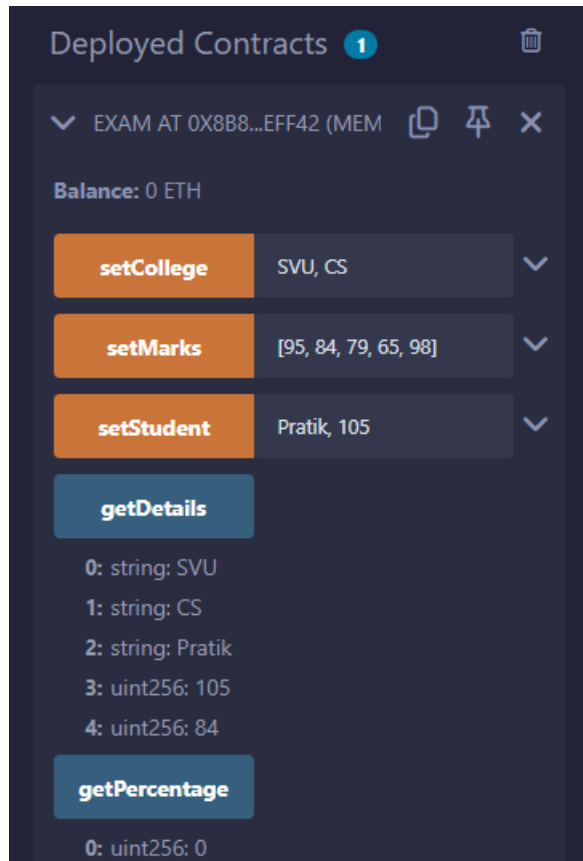 Deployed Contracts 1
EXAM AT 0X8B8...EFF42 (MEM
Balance: 0 ETH
setCollege SVU, CS
setMarks [95, 84, 79, 65, 98]
setStudent Pratik, 105
getDetails
0: string: SVU
1: string: CS
2: string: Pratik
3: uint256: 105
4: uint256: 84
getPercentage
0: uint256: 0